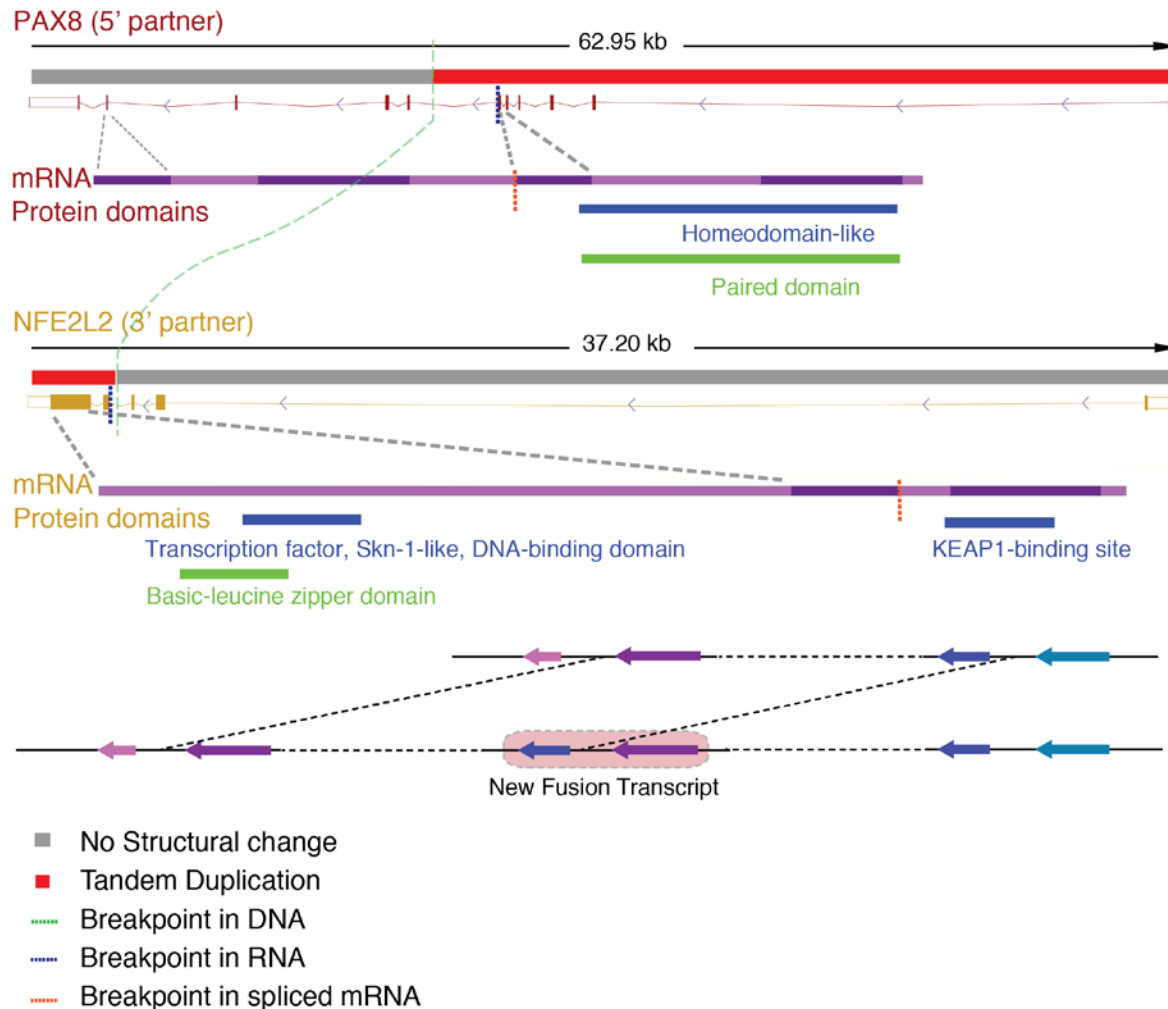 PAX8 (5' partner)
62.95 kb
mRNA
Protein domains
Homeodomain-like
Paired domain
NFE2L2 (3' partner)
37.20 kb
mRNA
Protein domains
Transcription factor, Skn-1-like, DNA-binding domain
KEAP1-binding site
Basic-leucine zipper domain
New Fusion Transcript
No Structural change
Tandem Duplication
Breakpoint in DNA
Breakpoint in RNA
Breakpoint in spliced mRNA